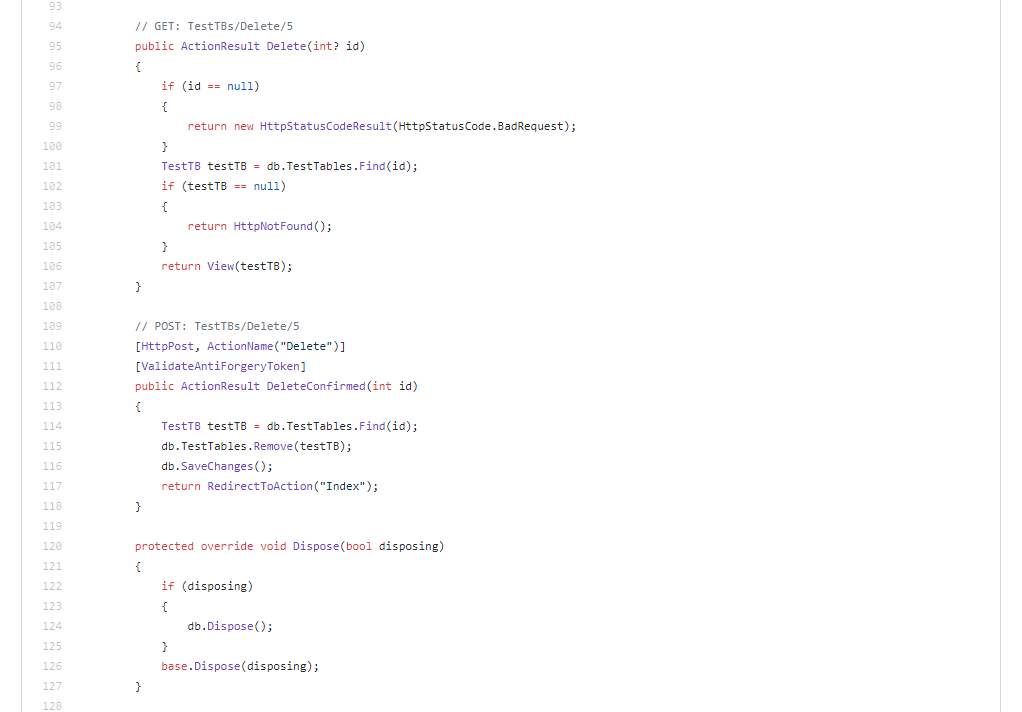 93
94 // GET: TestTBs/Delete/5
95 public ActionResult Delete(int? id)
96 {
97 if (id == null)
98 {
99 return new HttpStatusCodeResult(HttpStatusCode.BadRequest);
100 }
101 TestTB testTB = db.TestTables.Find(id);
102 if (testTB == null)
103 {
104 return HttpNotFound();
105 }
106 return View(testTB);
107 }
108
109 // POST: TestTBs/Delete/5
110 [HttpPost, ActionName("Delete")]
111 [ValidateAntiForgeryToken]
112 public ActionResult DeleteConfirmed(int id)
113 {
114 TestTB testTB = db.TestTables.Find(id);
115 db.TestTables.Remove(testTB);
116 db.SaveChanges();
117 return RedirectToAction("Index");
118 }
119
120 protected override void Dispose(bool disposing)
121 {
122 if (disposing)
123 {
124 db.Dispose();
125 }
126 base.Dispose(disposing);
127 }
128